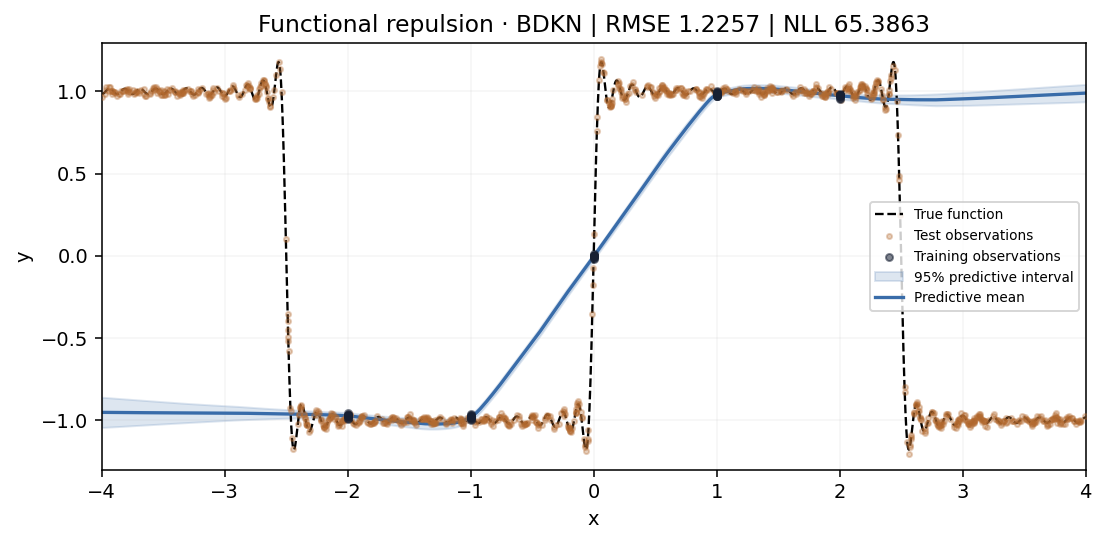 Functional repulsion · BDKN | RMSE 1.2257 | NLL 65.3863
1.0
0.5
0.0
−0.5
−1.0
y
True function
Test observations
Training observations
95% predictive interval
Predictive mean
−4 −3 −2 −1 0 1 2 3 4
x